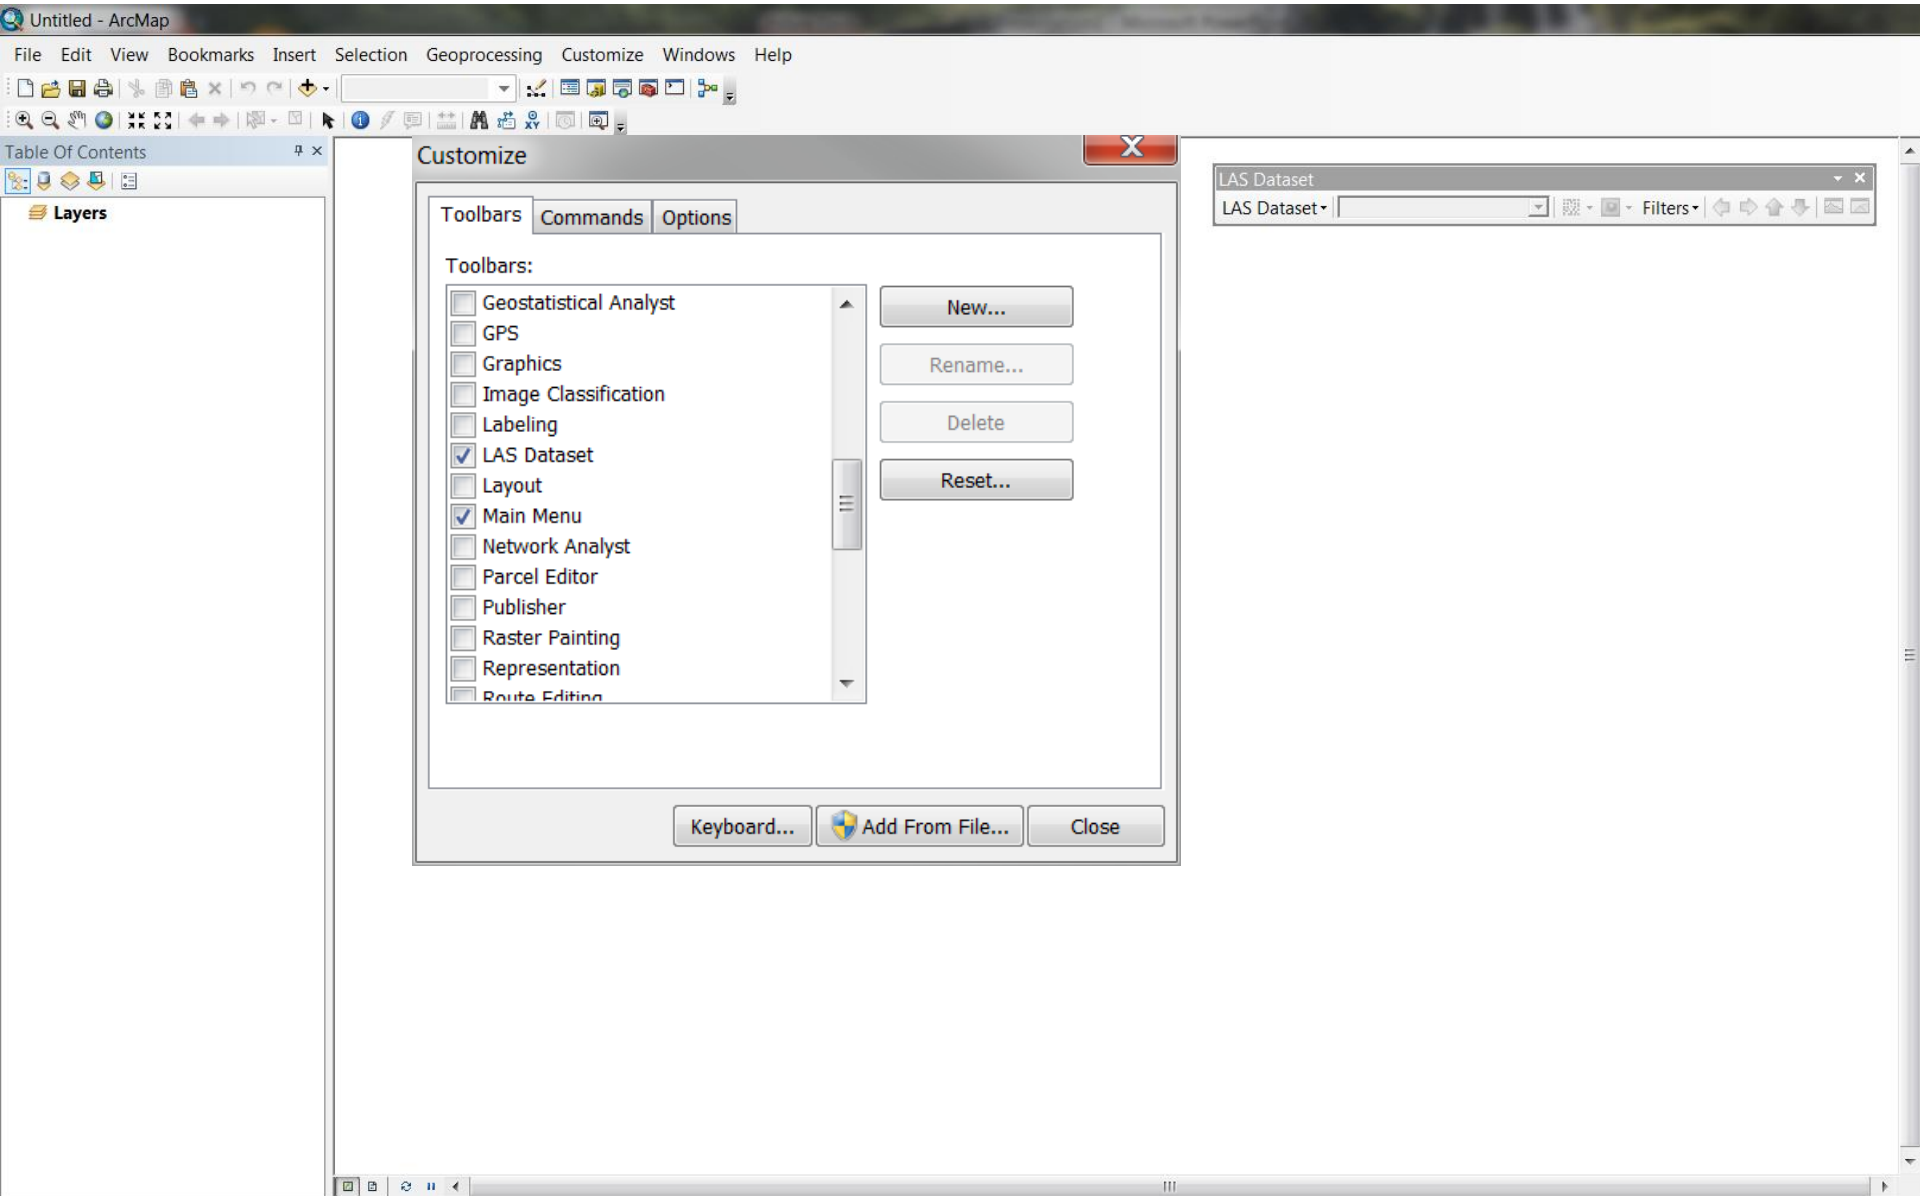 Untitled - ArcMap
File Edit View Bookmarks Insert Selection Geoprocessing Customize Windows Help
Table Of Contents
Layers
Customize
Toolbars Commands Options
Toolbars:
Geostatistical Analyst
GPS
Graphics
Image Classification
Labeling
LAS Dataset
Layout
Main Menu
Network Analyst
Parcel Editor
Publisher
Raster Painting
Representation
Route Editing
New...
Rename...
Delete
Reset...
Keyboard... Add From File... Close
LAS Dataset
LAS Dataset Filters